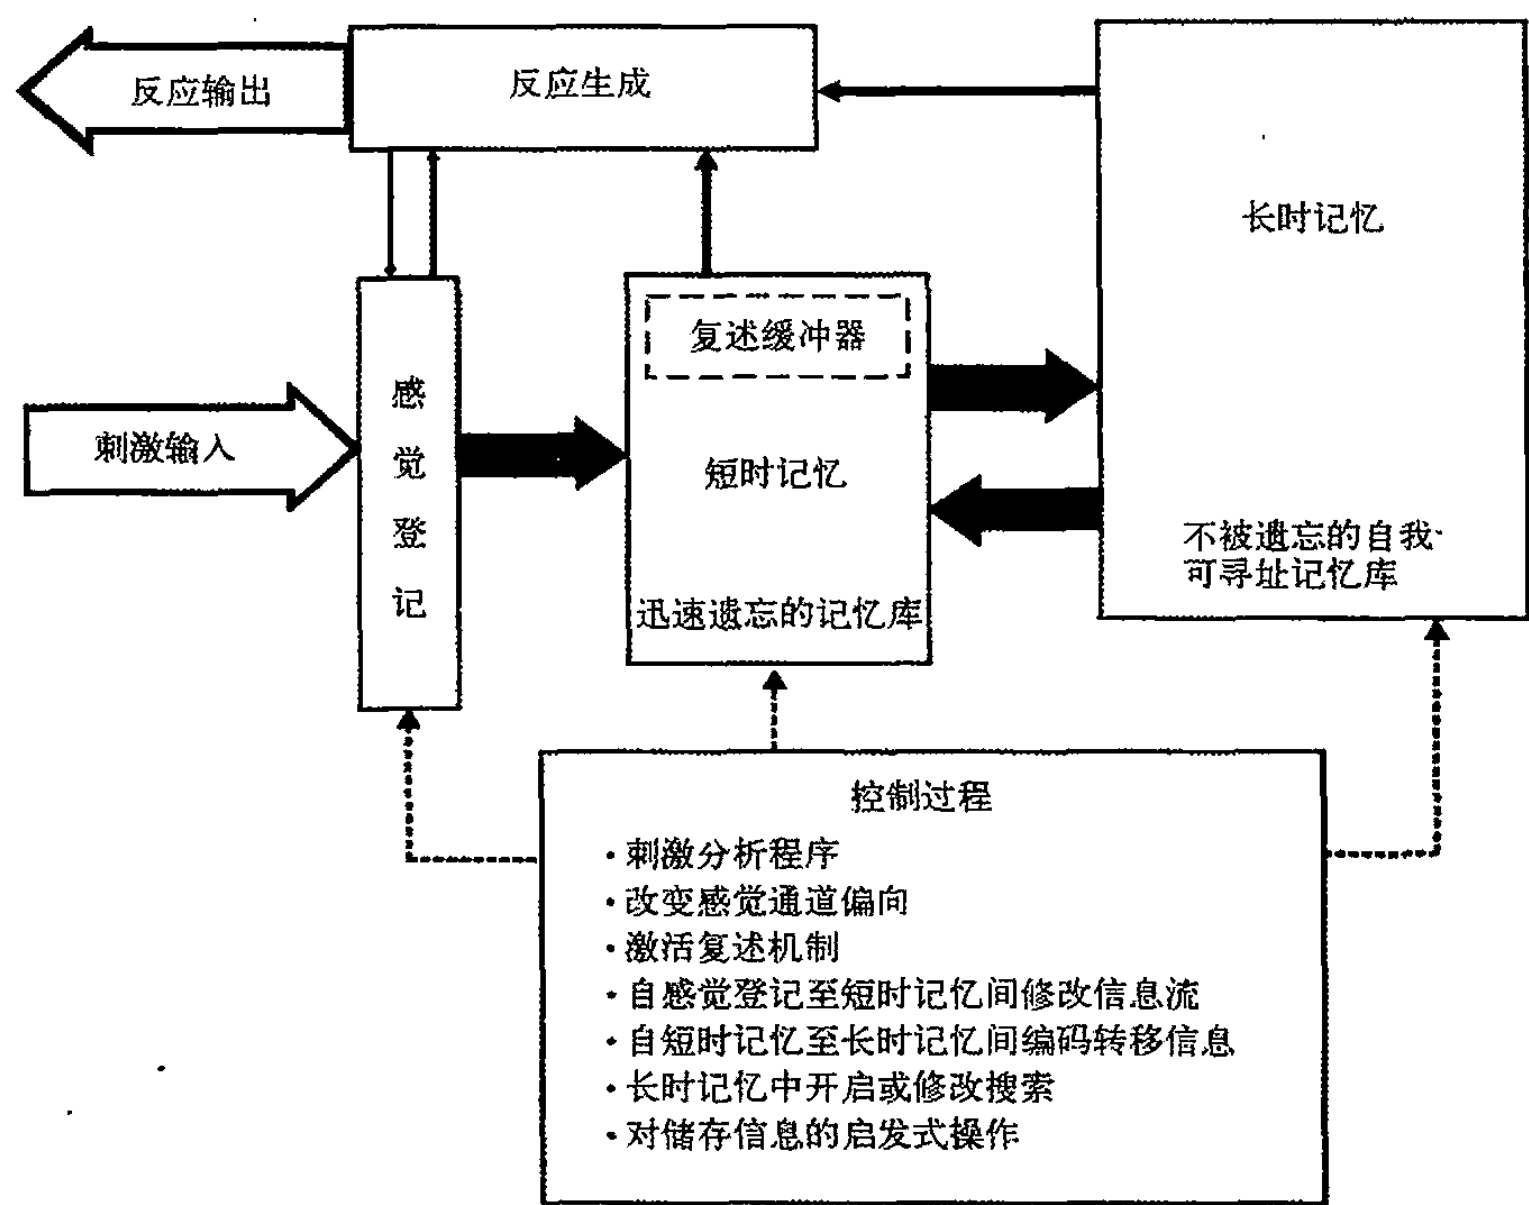 反应输出
反应生成
长时记忆
复述缓冲器
感觉登记
刺激输入
短时记忆
不被遗忘的自我
可寻址记忆库
迅速遗忘的记忆库
控制过程
·刺激分析程序
·改变感觉通道偏向
·激活复述机制
·自感觉登记至短时记忆间修改信息流
·自短时记忆至长时记忆间编码转移信息
·长时记忆中开启或修改搜索
·对储存信息的启发式操作